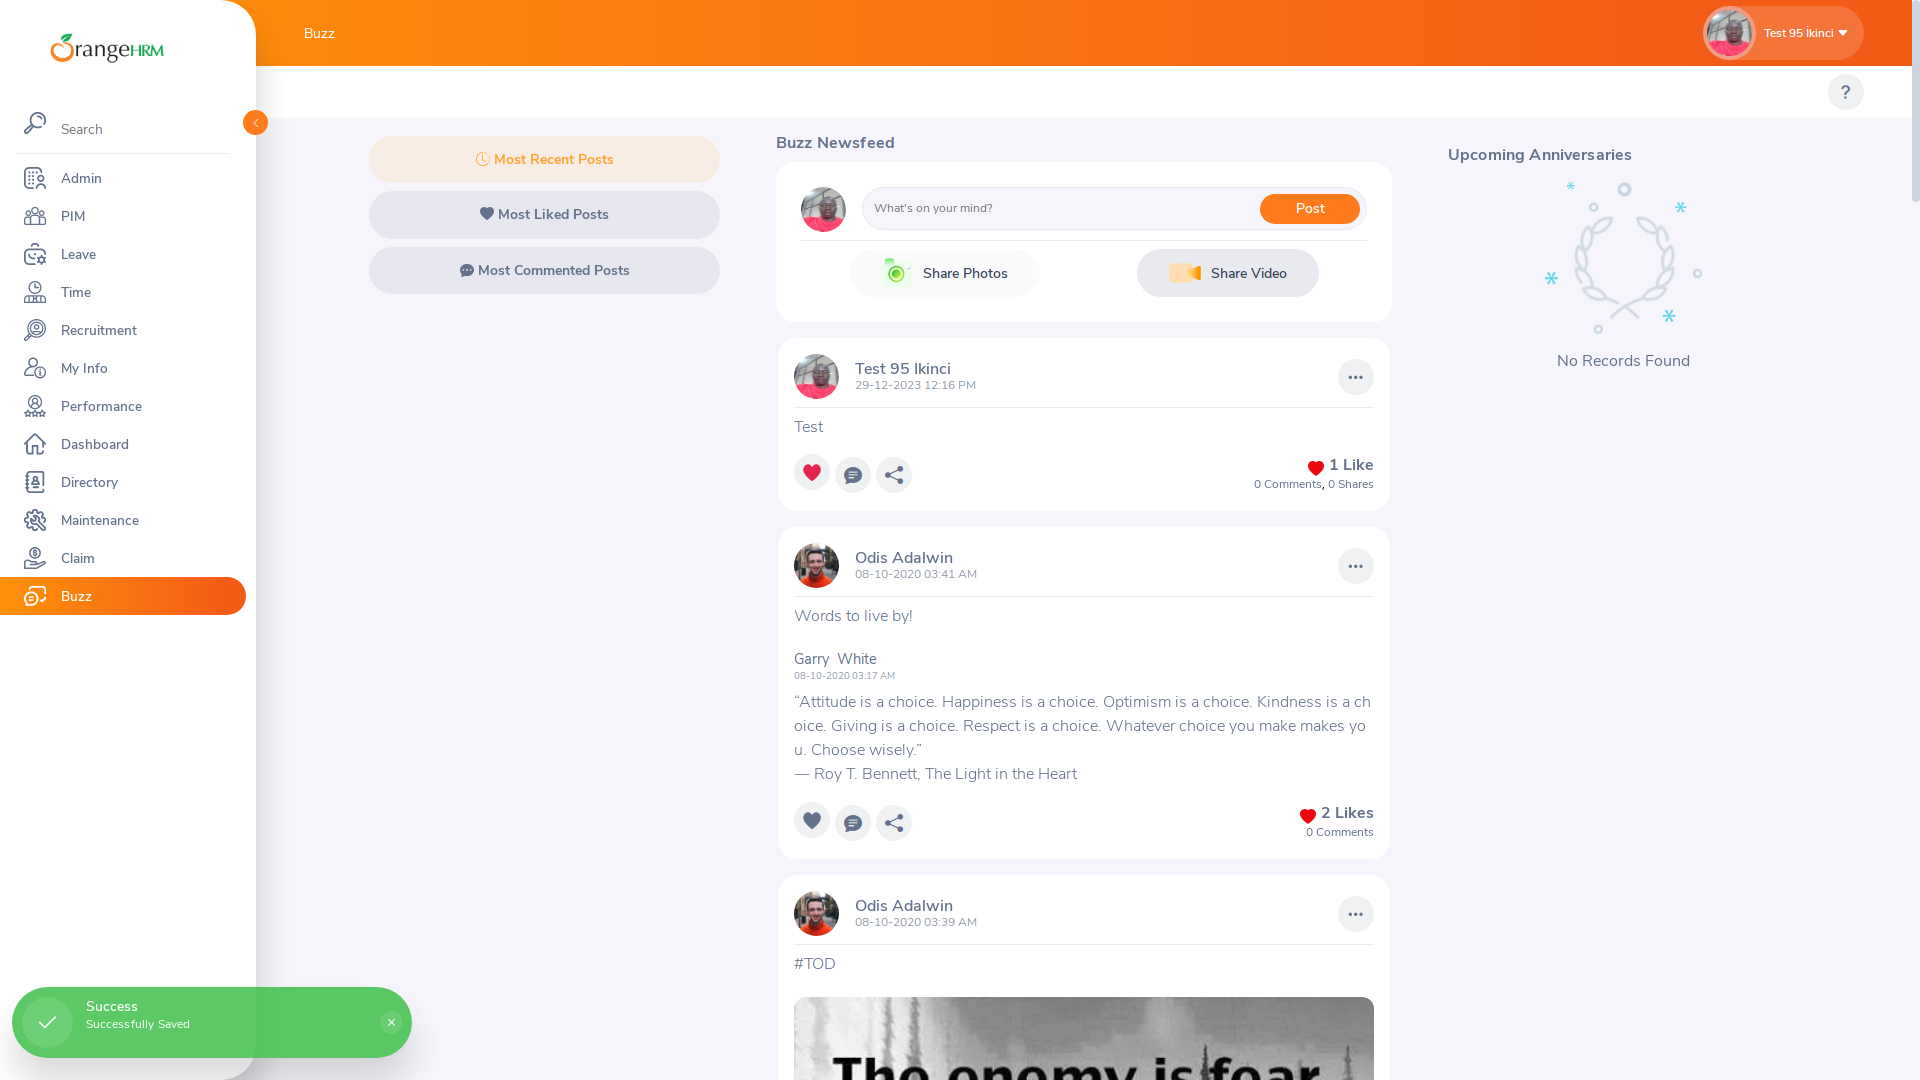 OrangeHRM
Search
Admin
PIM
Leave
Time
Recruitment
My Info
Performance
Dashboard
Directory
Maintenance
Claim
Buzz
Buzz
Test 95 İkinci
?
Most Recent Posts
Most Liked Posts
Most Commented Posts
Buzz Newsfeed
What's on your mind?
Post
Share Photos
Share Video
Test 95 İkinci
29-12-2023 12:16 PM
Test
1 Like
0 Comments, 0 Shares
Odis Adalwin
08-10-2020 03:41 AM
Words to live by!
Garry White
08-10-2020 03:17 AM
“Attitude is a choice. Happiness is a choice. Optimism is a choice. Kindness is a ch
oice. Giving is a choice. Respect is a choice. Whatever choice you make makes yo
u. Choose wisely.”
― Roy T. Bennett, The Light in the Heart
2 Likes
0 Comments
Odis Adalwin
08-10-2020 03:39 AM
#TOD
The enemy is fear
Upcoming Anniversaries
No Records Found
Success
Successfully Saved